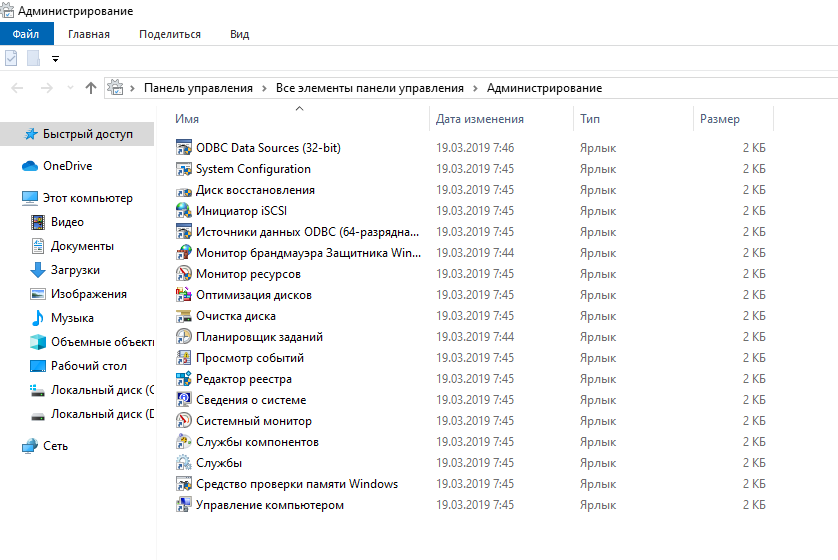 Администрирование
Файл Главная Поделиться Вид
Панель управления Все элементы панели управления Администрирование
Имя Дата изменения Тип Размер
Быстрый доступ
OneDrive
Этот компьютер
Видео
Документы
Загрузки
Изображения
Музыка
Объемные объекты
Рабочий стол
Локальный диск (C
Локальный диск (D
Сеть
ODBC Data Sources (32-bit) 19.03.2019 7:46 Ярлык 2 КБ
System Configuration 19.03.2019 7:45 Ярлык 2 КБ
Диск восстановления 19.03.2019 7:45 Ярлык 2 КБ
Инициатор iSCSI 19.03.2019 7:45 Ярлык 2 КБ
Источники данных ODBC (64-разрядна... 19.03.2019 7:45 Ярлык 2 КБ
Монитор брандмауэра Защитника Win... 19.03.2019 7:44 Ярлык 2 КБ
Монитор ресурсов 19.03.2019 7:45 Ярлык 2 КБ
Оптимизация дисков 19.03.2019 7:45 Ярлык 2 КБ
Очистка диска 19.03.2019 7:45 Ярлык 2 КБ
Планировщик заданий 19.03.2019 7:44 Ярлык 2 КБ
Просмотр событий 19.03.2019 7:45 Ярлык 2 КБ
Редактор реестра 19.03.2019 7:45 Ярлык 2 КБ
Сведения о системе 19.03.2019 7:45 Ярлык 2 КБ
Системный монитор 19.03.2019 7:45 Ярлык 2 КБ
Службы компонентов 19.03.2019 7:45 Ярлык 2 КБ
Службы 19.03.2019 7:45 Ярлык 2 КБ
Средство проверки памяти Windows 19.03.2019 7:45 Ярлык 2 КБ
Управление компьютером 19.03.2019 7:45 Ярлык 2 КБ